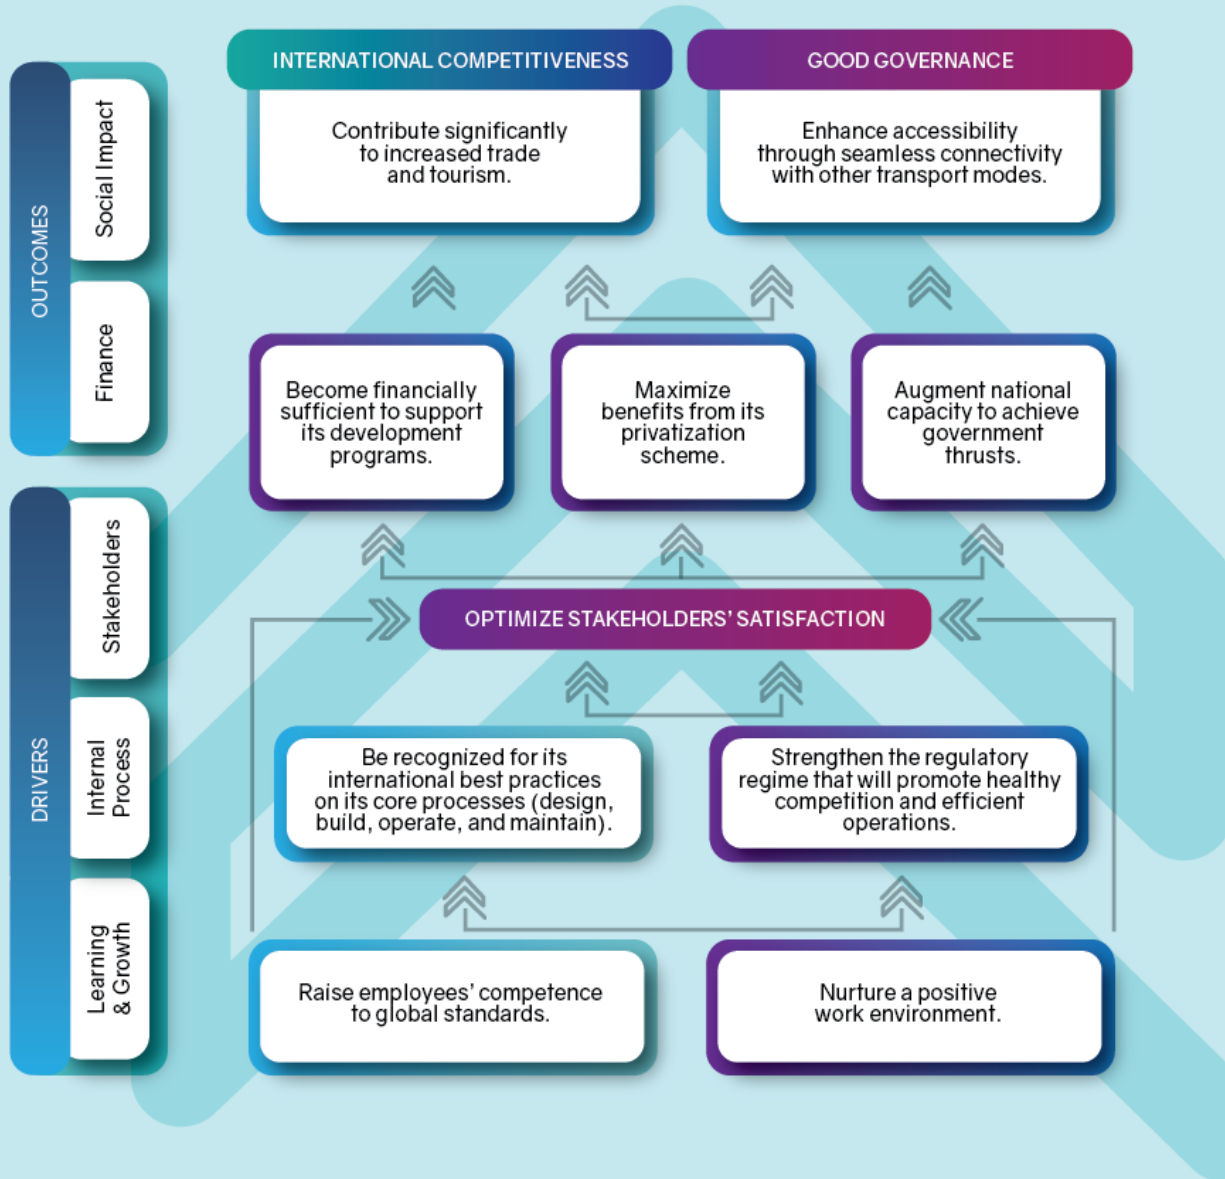 INTERNATIONAL COMPETITIVENESS
GOOD GOVERNANCE
Contribute significantly
to increased trade
and tourism.
Enhance accessibility
through seamless connectivity
with other transport modes.
OUTCOMES
Social Impact
Finance
Become financially
sufficient to support
its development
programs.
Maximize
benefits from its
privatization
scheme.
Augment national
capacity to achieve
government
thrusts.
DRIVERS
Stakeholders
OPTIMIZE STAKEHOLDERS’ SATISFACTION
Internal
Process
Be recognized for its
international best practices
on its core processes (design,
build, operate, and maintain).
Strengthen the regulatory
regime that will promote healthy
competition and efficient
operations.
Learning
& Growth
Raise employees’ competence
to global standards.
Nurture a positive
work environment.